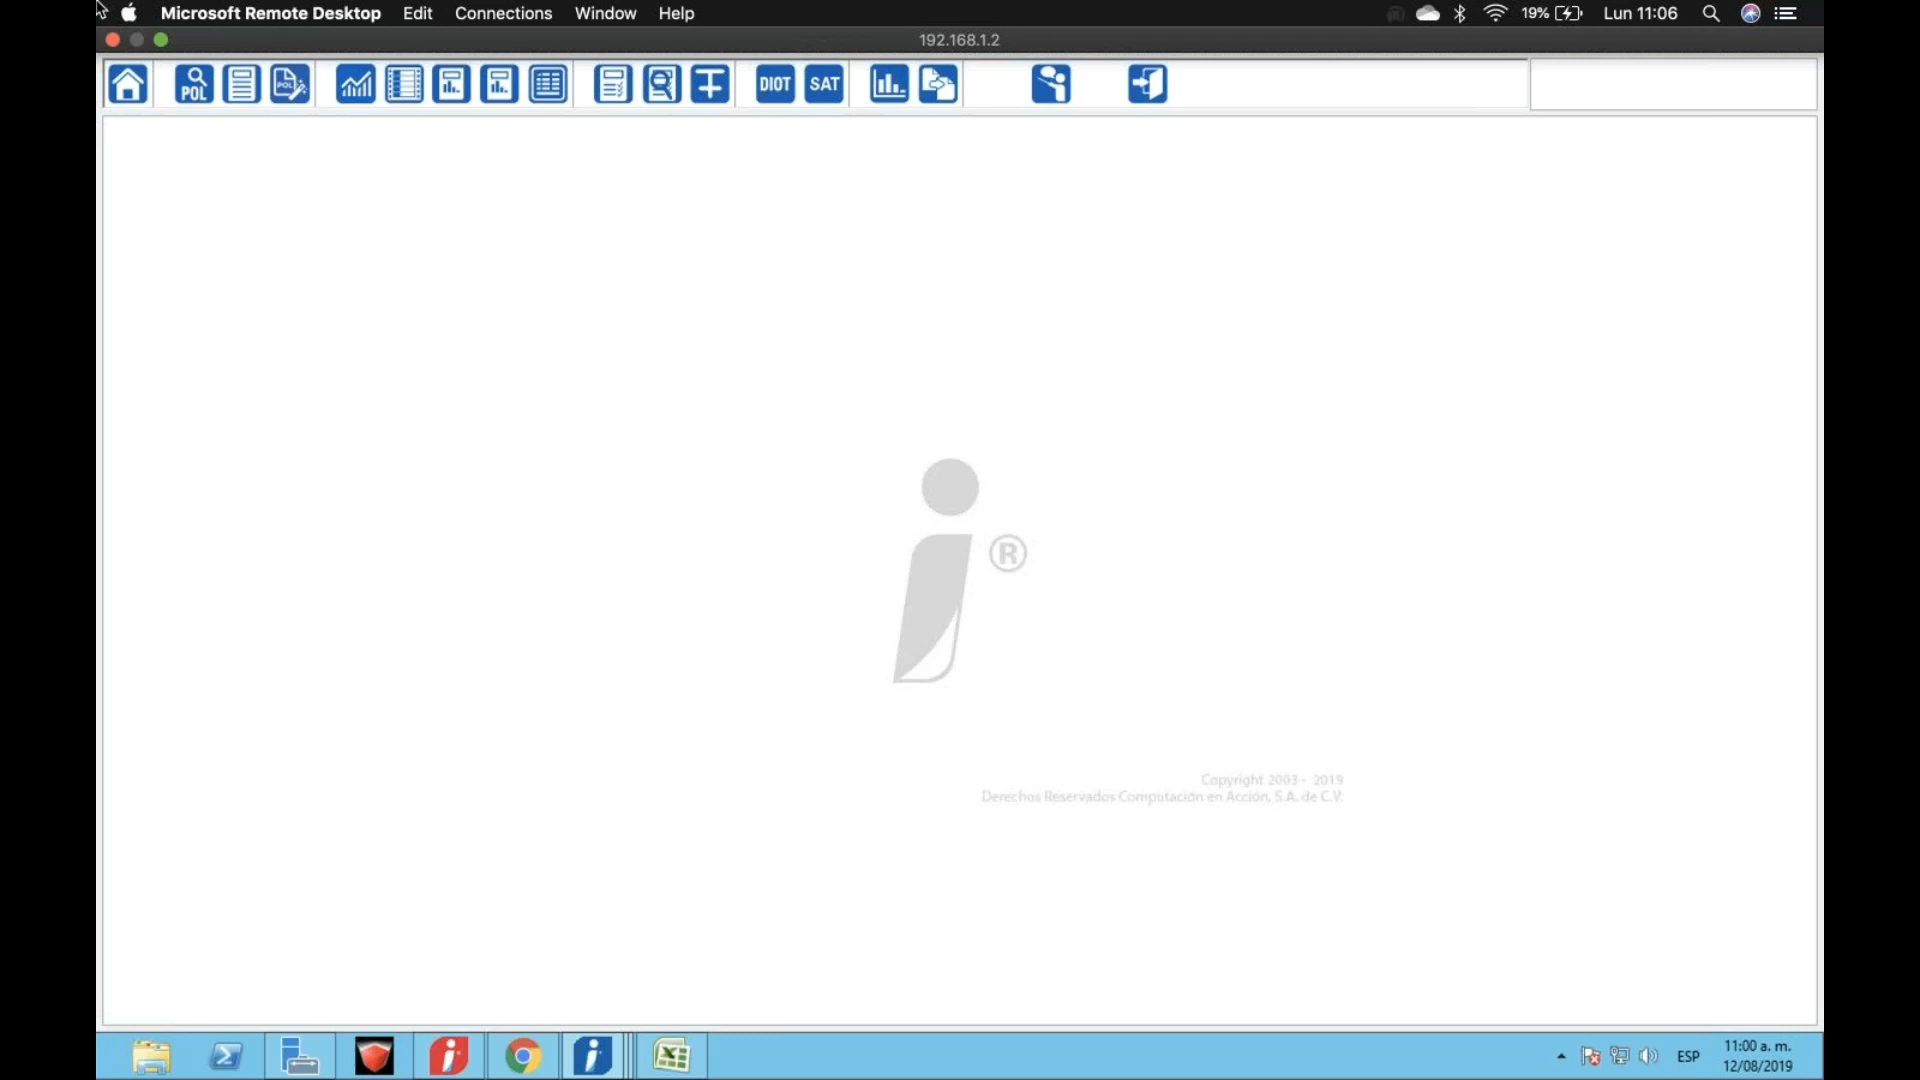 Microsoft Remote Desktop Edit Connections Window Help 19% Lun 11:06
192.168.1.2
POL POL DIOT SAT
®
Copyright 2003 - 2019
Derechos Reservados Computación en Acción, S.A. de C.V.
ESP 11:00 a. m.
12/08/2019